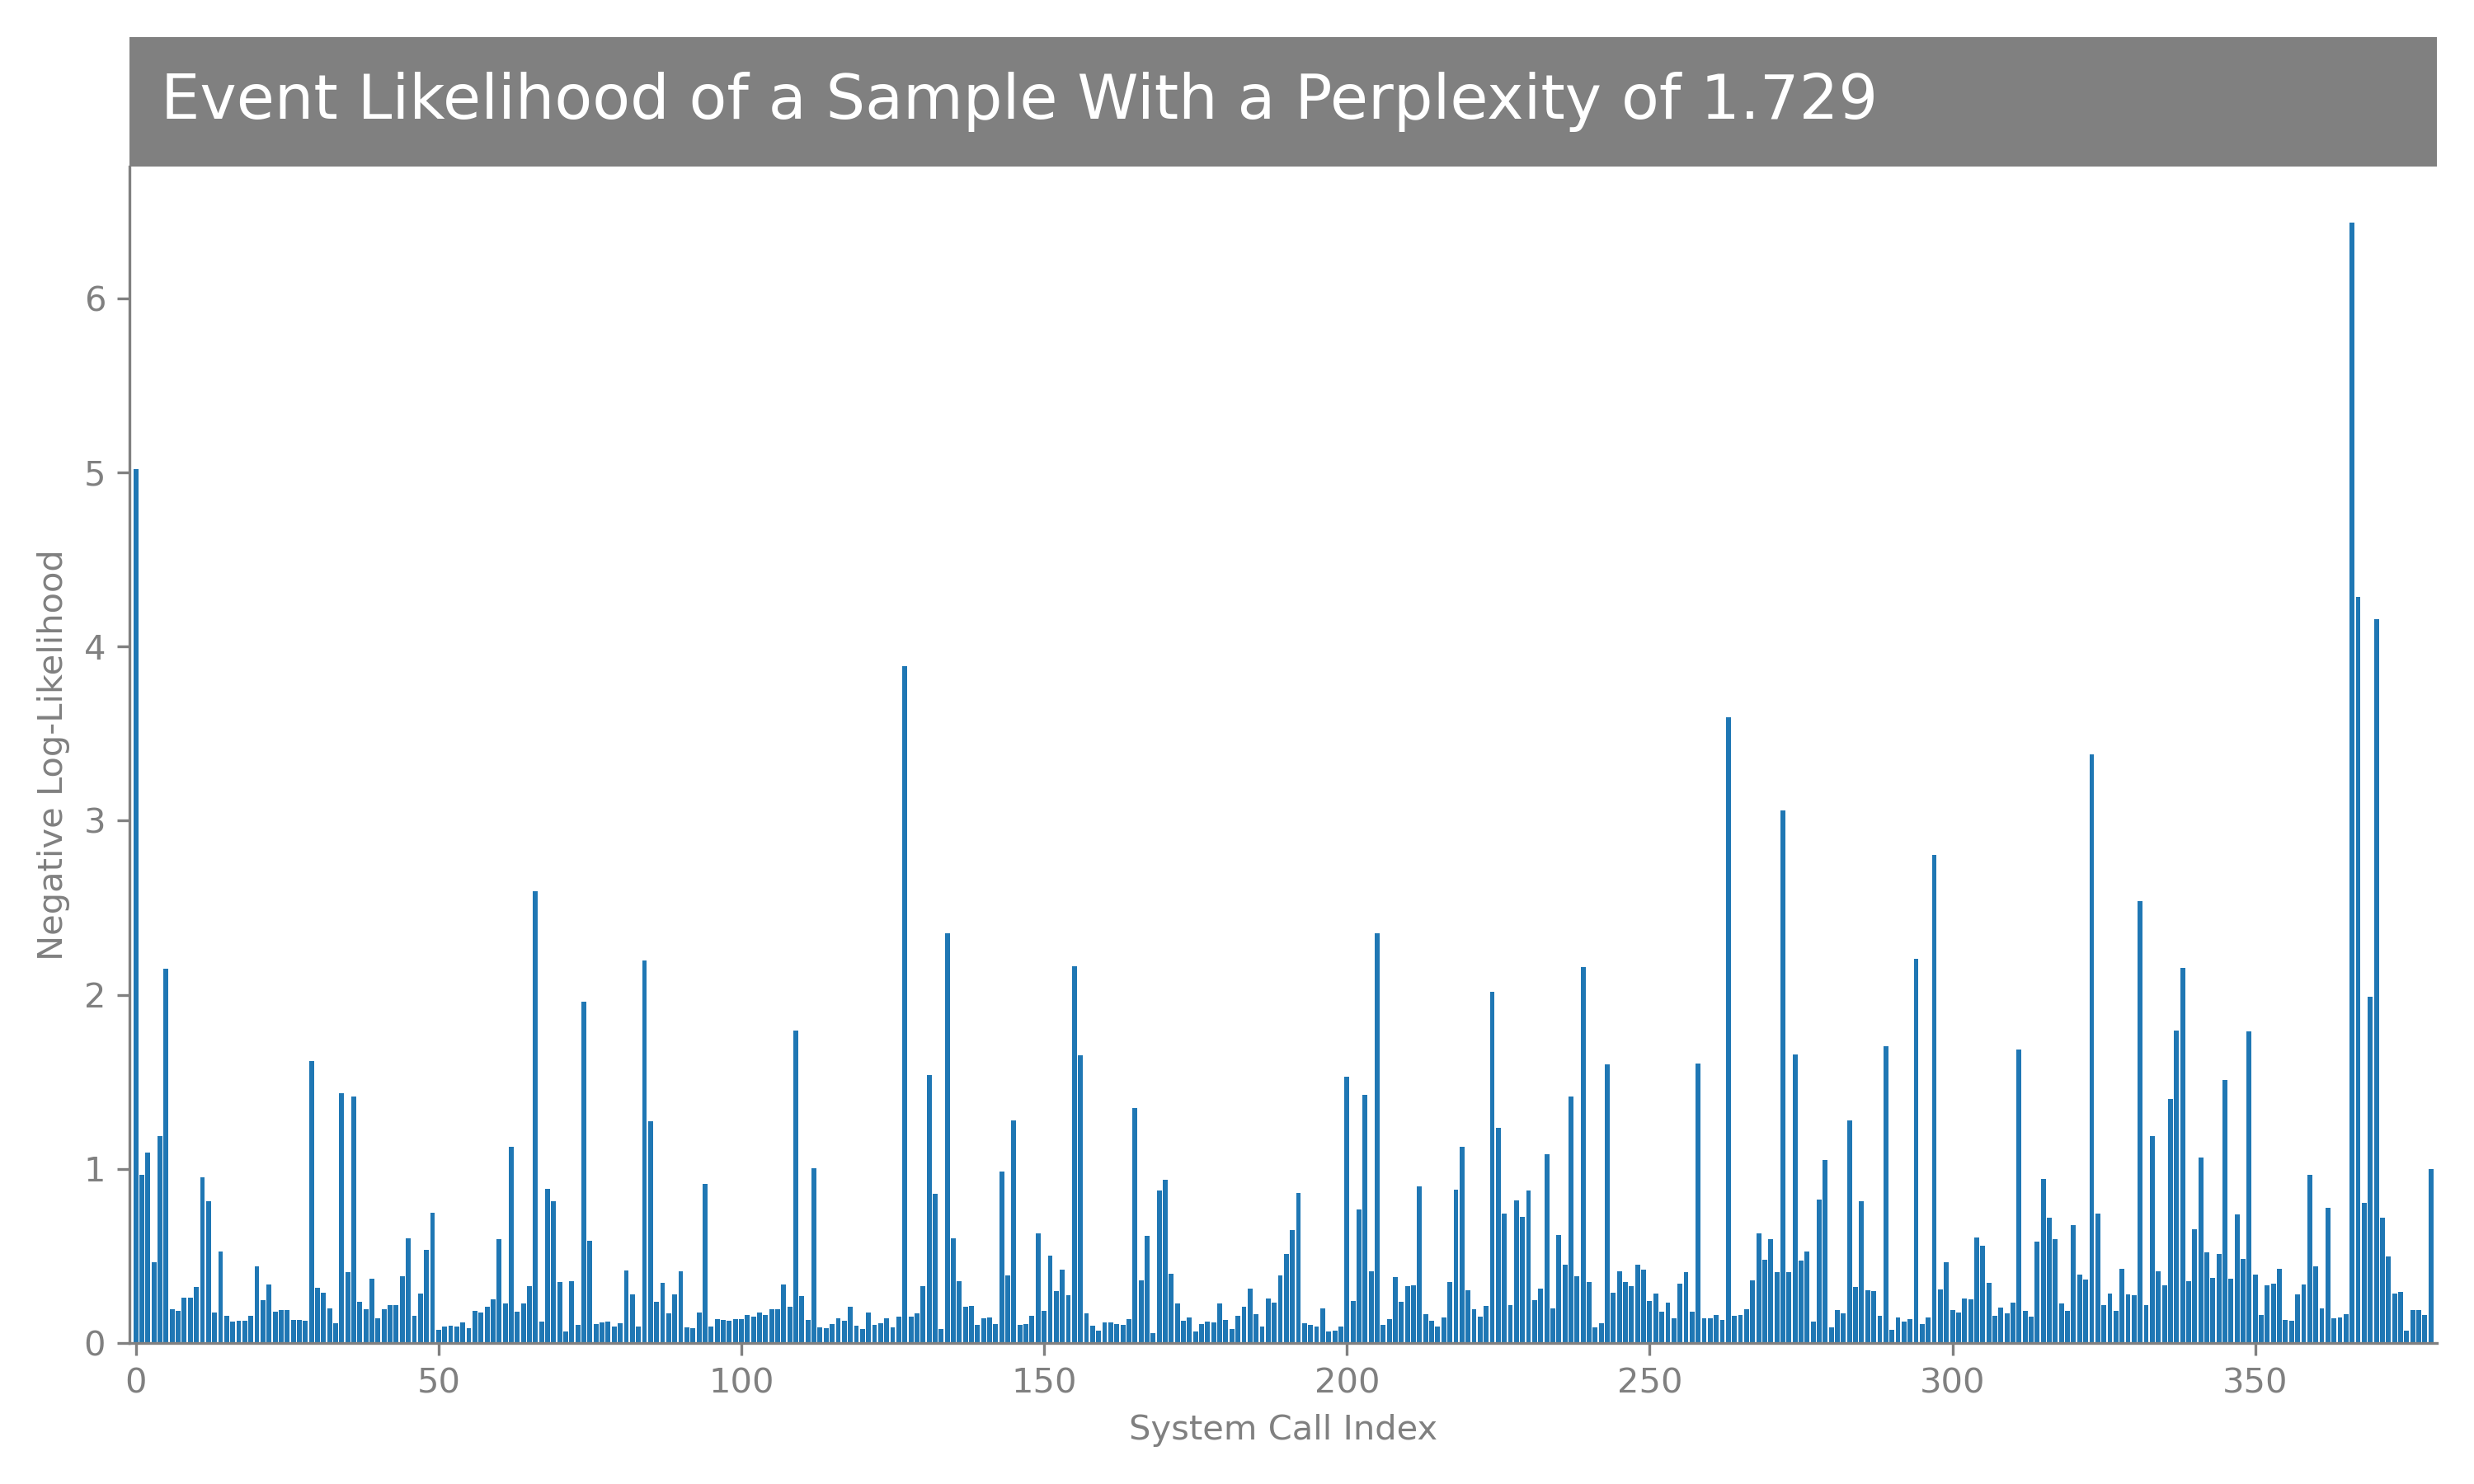 Event Likelihood of a Sample With a Perplexity of 1.729
Negative Log-Likelihood
6
5
4
3
2
1
0
0 50 100 150 200 250 300 350
System Call Index